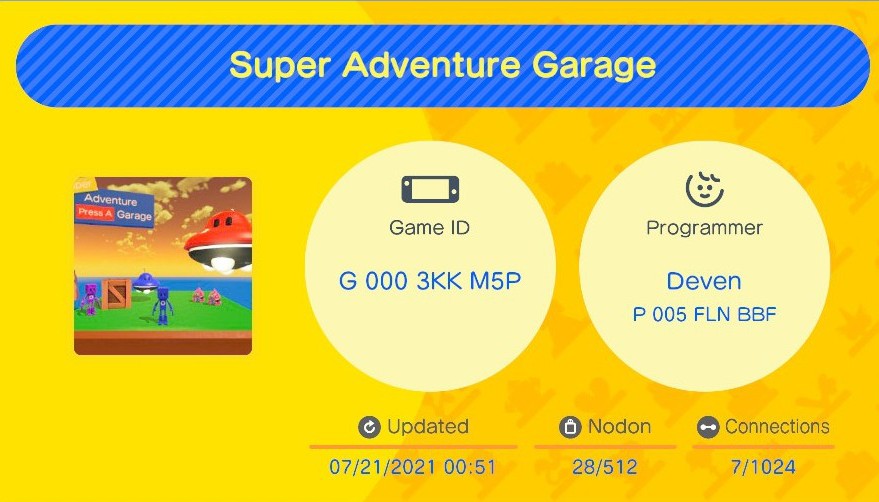 Super Adventure Garage
Adventure
Press A Garage
Game ID
G 000 3KK M5P
Programmer
Deven
P 005 FLN BBF
Updated
07/21/2021 00:51
Nodon
28/512
Connections
7/1024